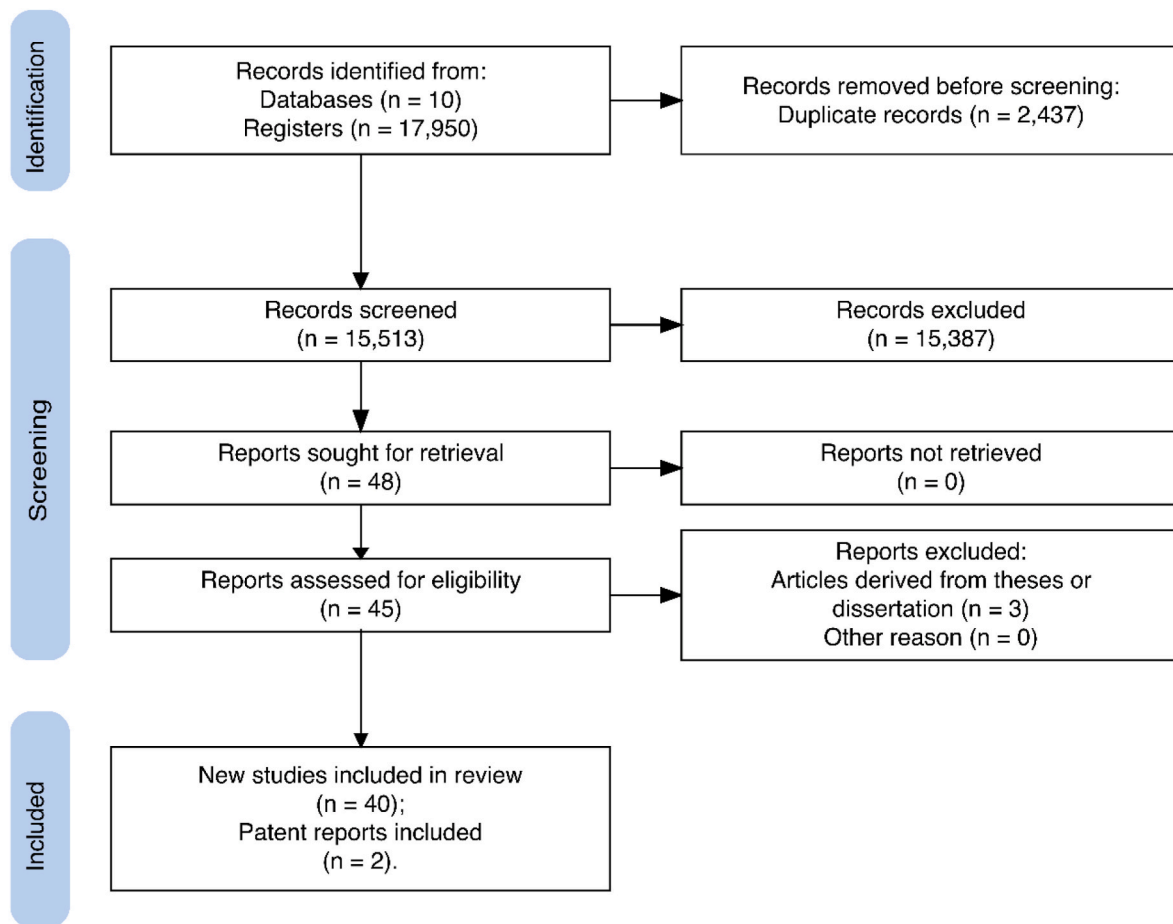 Identification
Records identified from:
Databases (n = 10)
Registers (n = 17,950)
Records removed before screening:
Duplicate records (n = 2,437)
Screening
Records screened
(n = 15,513)
Records excluded
(n = 15,387)
Reports sought for retrieval
(n = 48)
Reports not retrieved
(n = 0)
Reports assessed for eligibility
(n = 45)
Reports excluded:
Articles derived from theses or
dissertation (n = 3)
Other reason (n = 0)
Included
New studies included in review
(n = 40);
Patent reports included
(n = 2).